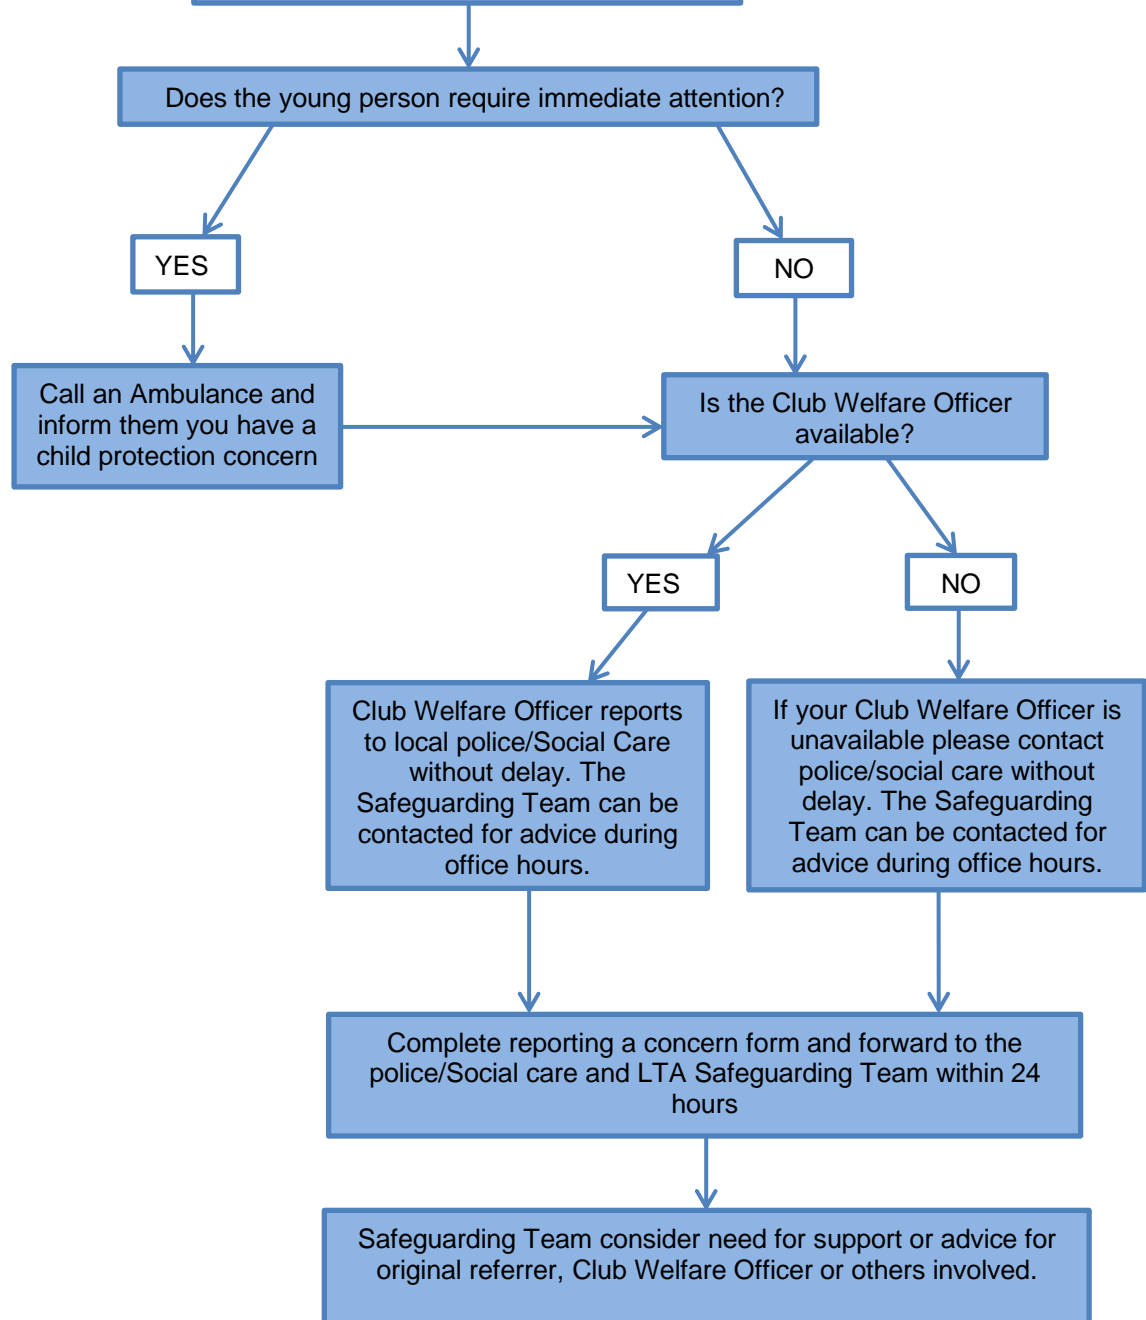 Does the young person require immediate attention?
YES
NO
Call an Ambulance and
inform them you have a
child protection concern
Is the Club Welfare Officer
available?
YES
NO
Club Welfare Officer reports
to local police/Social Care
without delay. The
Safeguarding Team can be
contacted for advice during
office hours.
If your Club Welfare Officer is
unavailable please contact
police/social care without
delay. The Safeguarding
Team can be contacted for
advice during office hours.
Complete reporting a concern form and forward to the
police/Social care and LTA Safeguarding Team within 24
hours
Safeguarding Team consider need for support or advice for
original referrer, Club Welfare Officer or others involved.